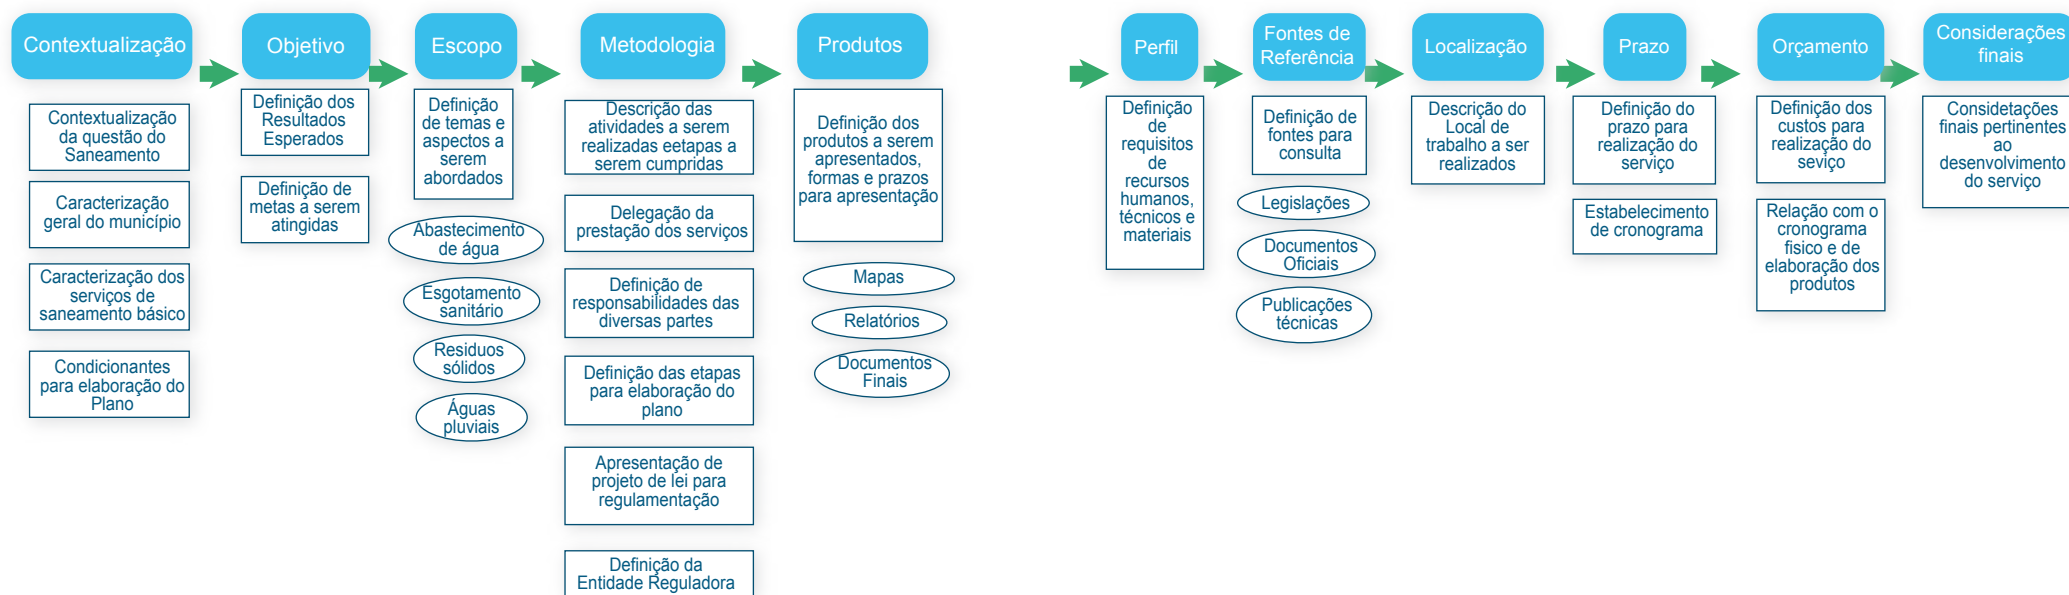 Contextualização
Contextualização
da questão do
Saneamento
Caracterização
geral do município
Caracterização dos
serviços de
saneamento básico
Condicionantes
para elaboração do
Plano
Objetivo
Definição dos
Resultados
Esperados
Definição de
metas a serem
atingidas
Escopo
Definição
de temas e
aspectos a
serem
abordados
Abastecimento
de água
Esgotamento
sanitário
Residuos
sólidos
Águas
pluviais
Metodologia
Descrição das
atividades a serem
realizadas eetapas a
serem cumpridas
Delegação da
prestação dos serviços
Definição de
responsabilidades das
diversas partes
Definição das etapas
para elaboração do
plano
Apresentação de
projeto de lei para
regulamentação
Definição da
Entidade Reguladora
Produtos
Definição dos
produtos a serem
apresentados,
formas e prazos
para apresentação
Mapas
Relatórios
Documentos
Finais
Perfil
Definição
de
requisitos
de
recursos
humanos,
técnicos e
materiais
Fontes de
Referência
Definição de
fontes para
consulta
Legislações
Documentos
Oficiais
Publicações
técnicas
Localização
Descrição do
Local de
trabalho a ser
realizados
Prazo
Definição do
prazo para
realização do
serviço
Estabelecimento
de cronograma
Orçamento
Definição dos
custos para
realização do
seviço
Relação com o
cronograma
fisico e de
elaboração dos
produtos
Considerações
finais
Considetações
finais pertinentes
ao
desenvolvimento
do serviço